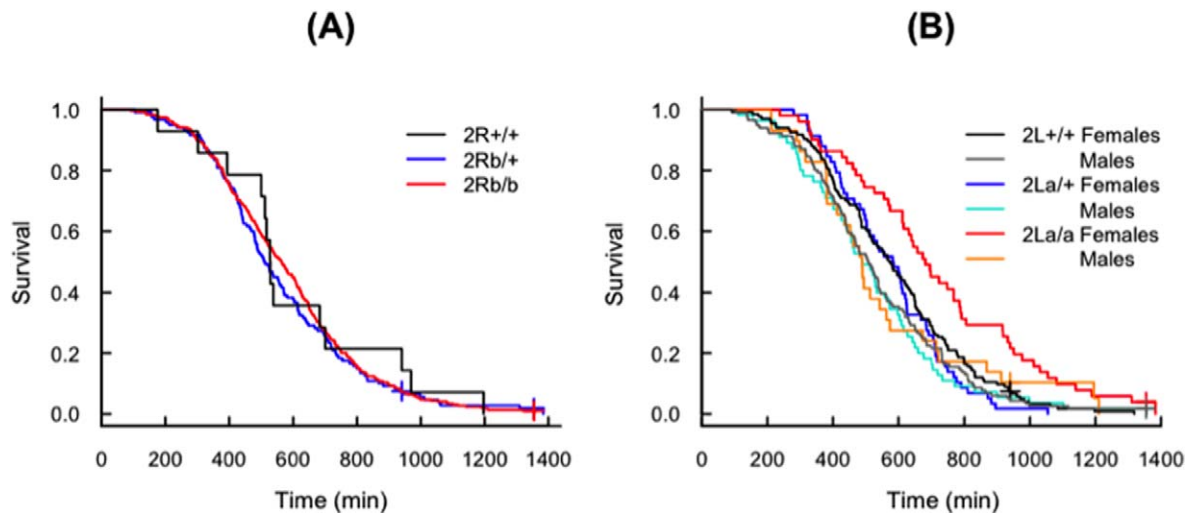 (A)
1.0
0.8
0.6
0.4
0.2
0.0
Survival
2R+/+
2Rb/+
2Rb/b
0 200 400 600 800 1000 1200 1400
Time (min)
(B)
1.0
0.8
0.6
0.4
0.2
0.0
Survival
2L+/+ Females
Males
2La/+ Females
Males
2La/a Females
Males
0 200 400 600 800 1000 1200 1400
Time (min)